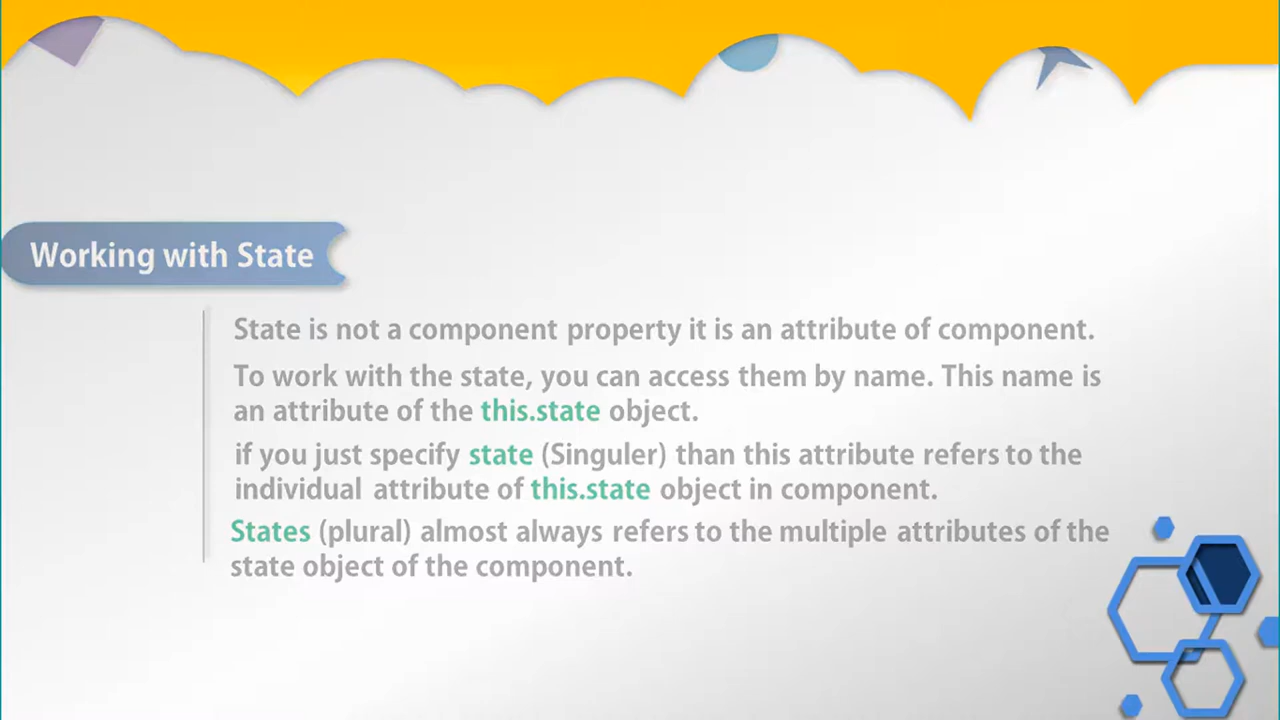 Working with State
State is not a component property it is an attribute of component.
To work with the state, you can access them by name. This name is
an attribute of the this.state object.
if you just specify state (Singuler) than this attribute refers to the
individual attribute of this.state object in component.
States (plural) almost always refers to the multiple attributes of the
state object of the component.